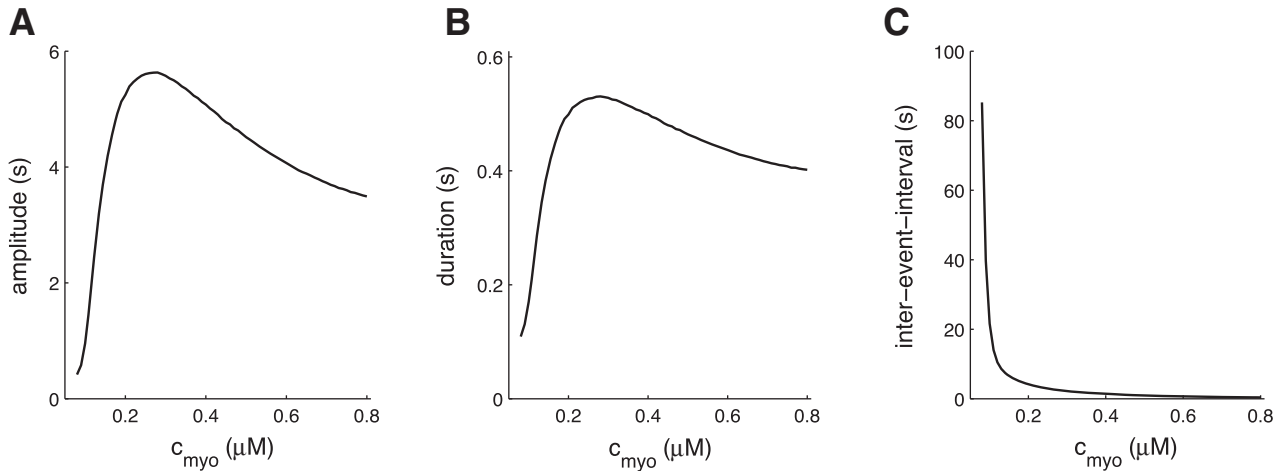 A
B
C
amplitude (s)
6
4
2
0
0.2 0.4 0.6 0.8
c_myo (μM)
duration (s)
0.6
0.4
0.2
0
0.2 0.4 0.6 0.8
c_myo (μM)
inter−event−interval (s)
100
80
60
40
20
0
0.2 0.4 0.6 0.8
c_myo (μM)